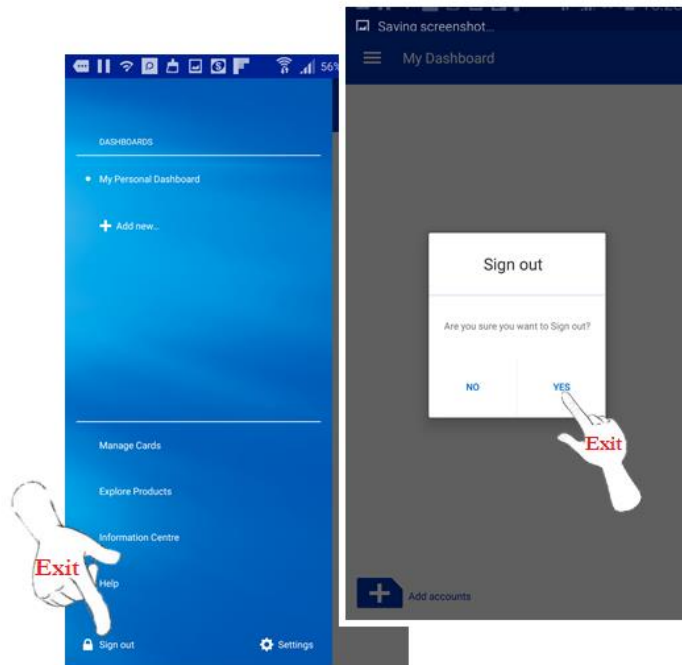 56%
DASHBOARDS
My Personal Dashboard
Add new...
Manage Cards
Explore Products
Information Centre
Help
Exit
Sign out
Settings
Saving screenshot...
My Dashboard
Sign out
Are you sure you want to Sign out?
NO
YES
Exit
Add accounts